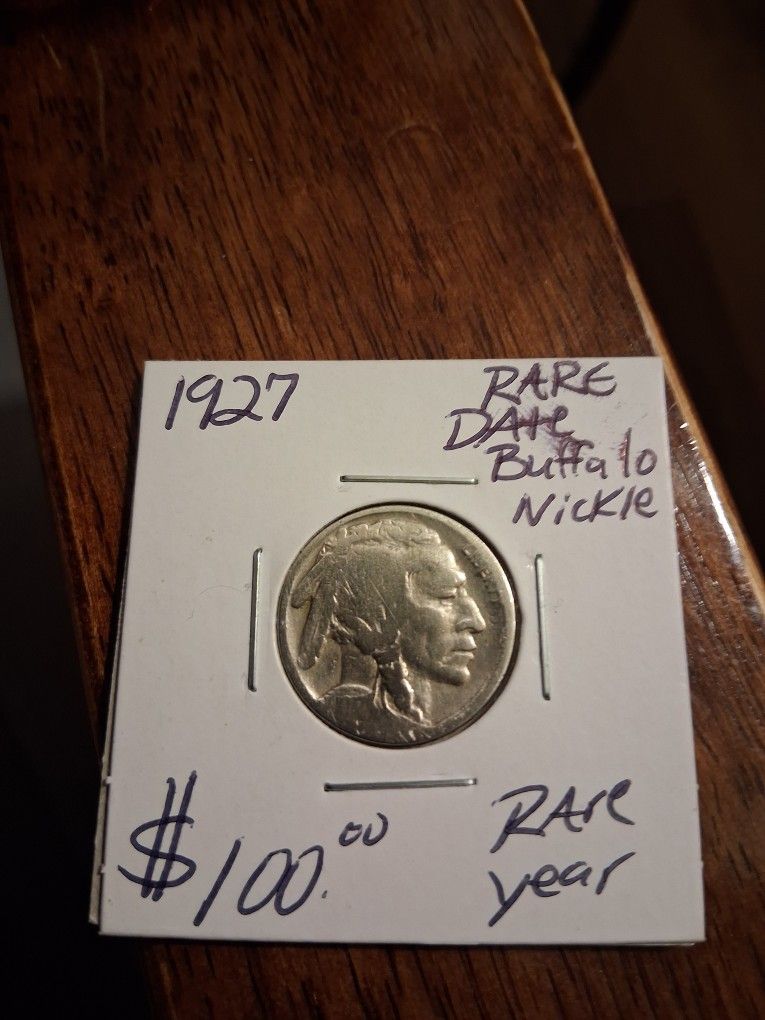 1927
RARE
DAte
Buffalo
Nickle
$100.00
RAre
year